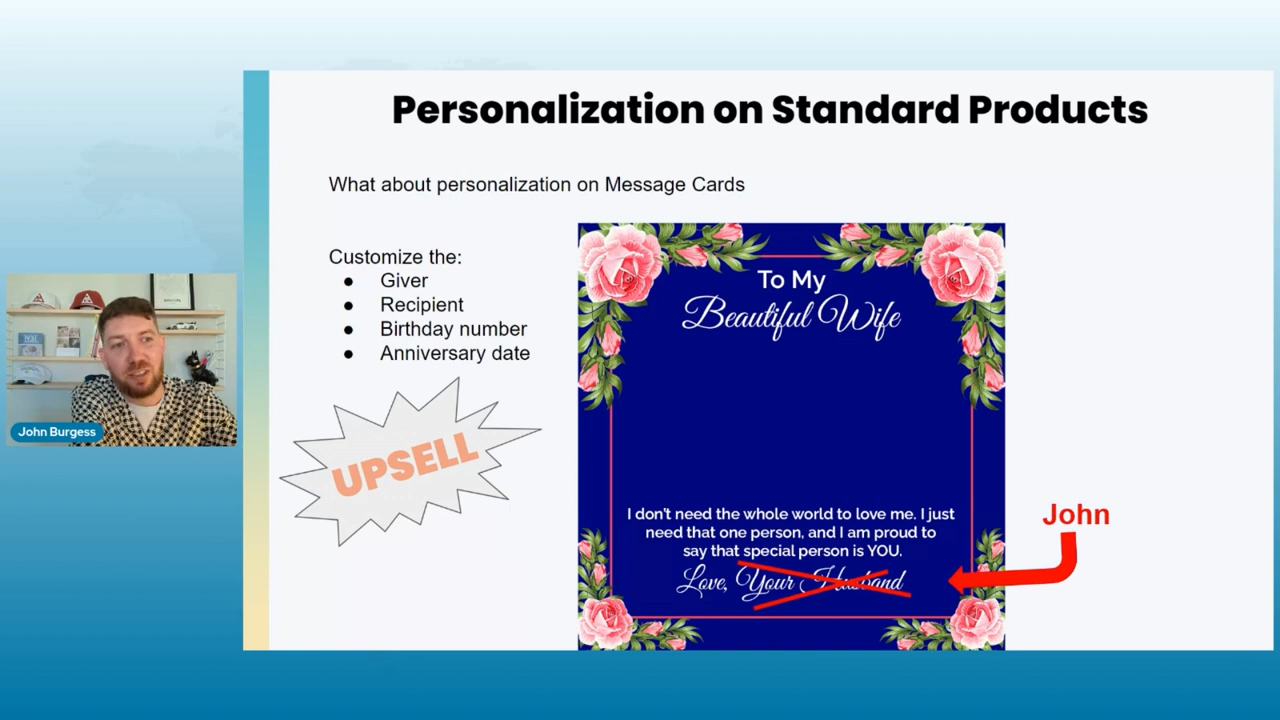 Personalization on Standard Products
What about personalization on Message Cards
Customize the:
● Giver
● Recipient
● Birthday number
● Anniversary date
UPSELL
To My
Beautiful Wife
I don't need the whole world to love me. I just
need that one person, and I am proud to
say that special person is YOU.
Love, Your Husband
John
John Burgess